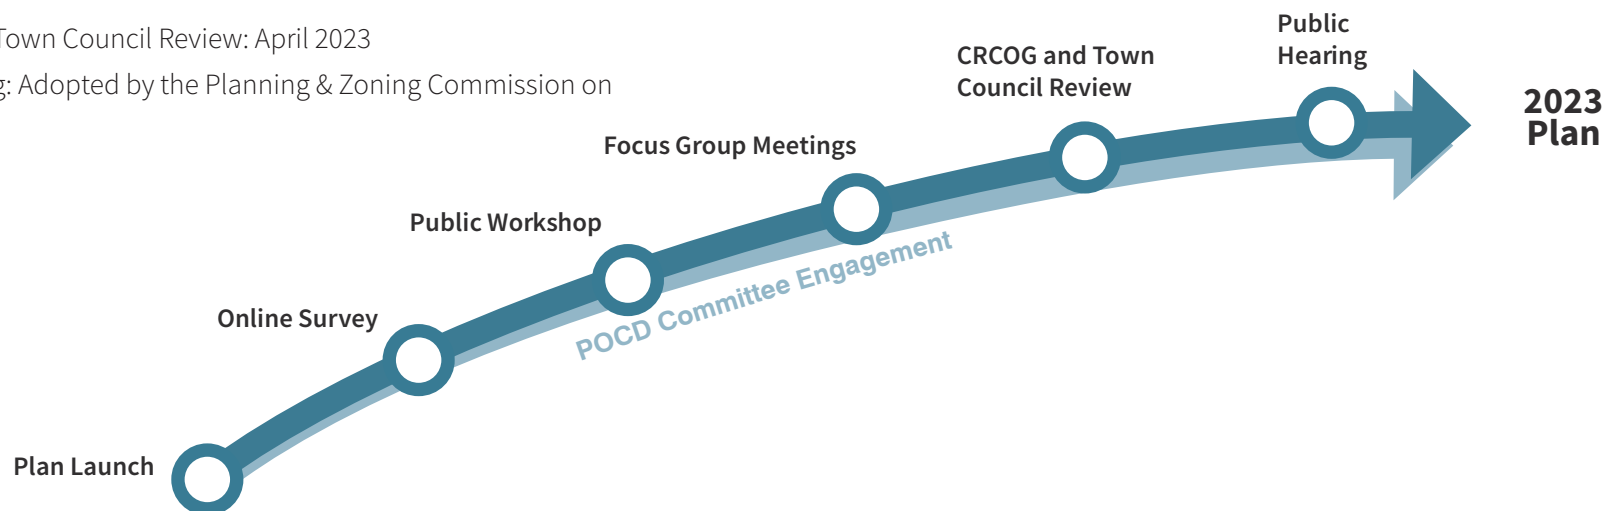 Town Council Review: April 2023
g: Adopted by the Planning & Zoning Commission on
Public
Hearing
CRCOG and Town
Council Review
2023
Plan
Focus Group Meetings
Public Workshop
POCD Committee Engagement
Online Survey
Plan Launch